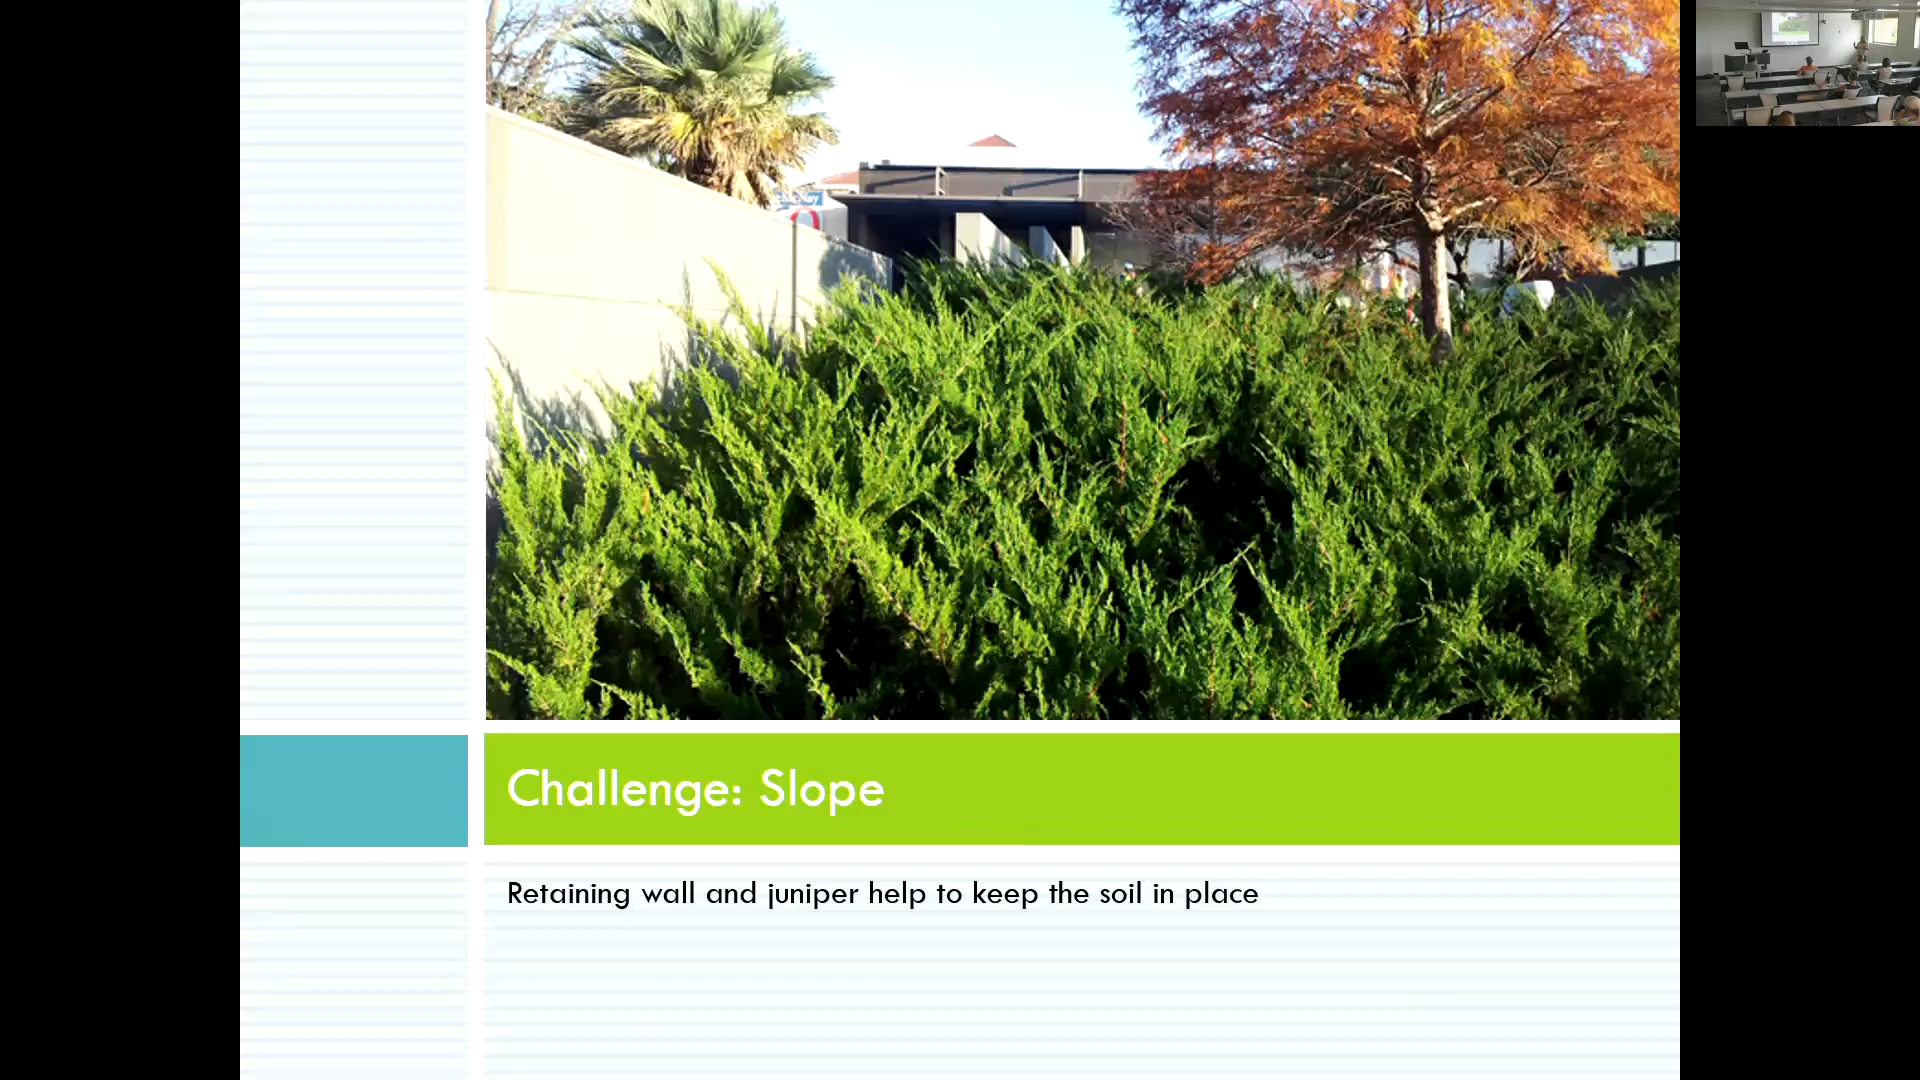 Challenge: Slope
Retaining wall and juniper help to keep the soil in place